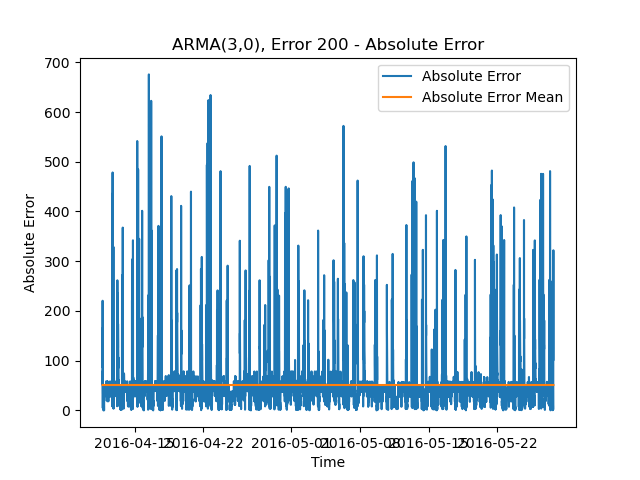 ARMA(3,0), Error 200 - Absolute Error
Absolute Error
Absolute Error Mean
700
600
500
400
300
200
100
0
Absolute Error
2016-04-15 2016-04-22 2016-05-01 2016-05-08 2016-05-15 2016-05-22
Time